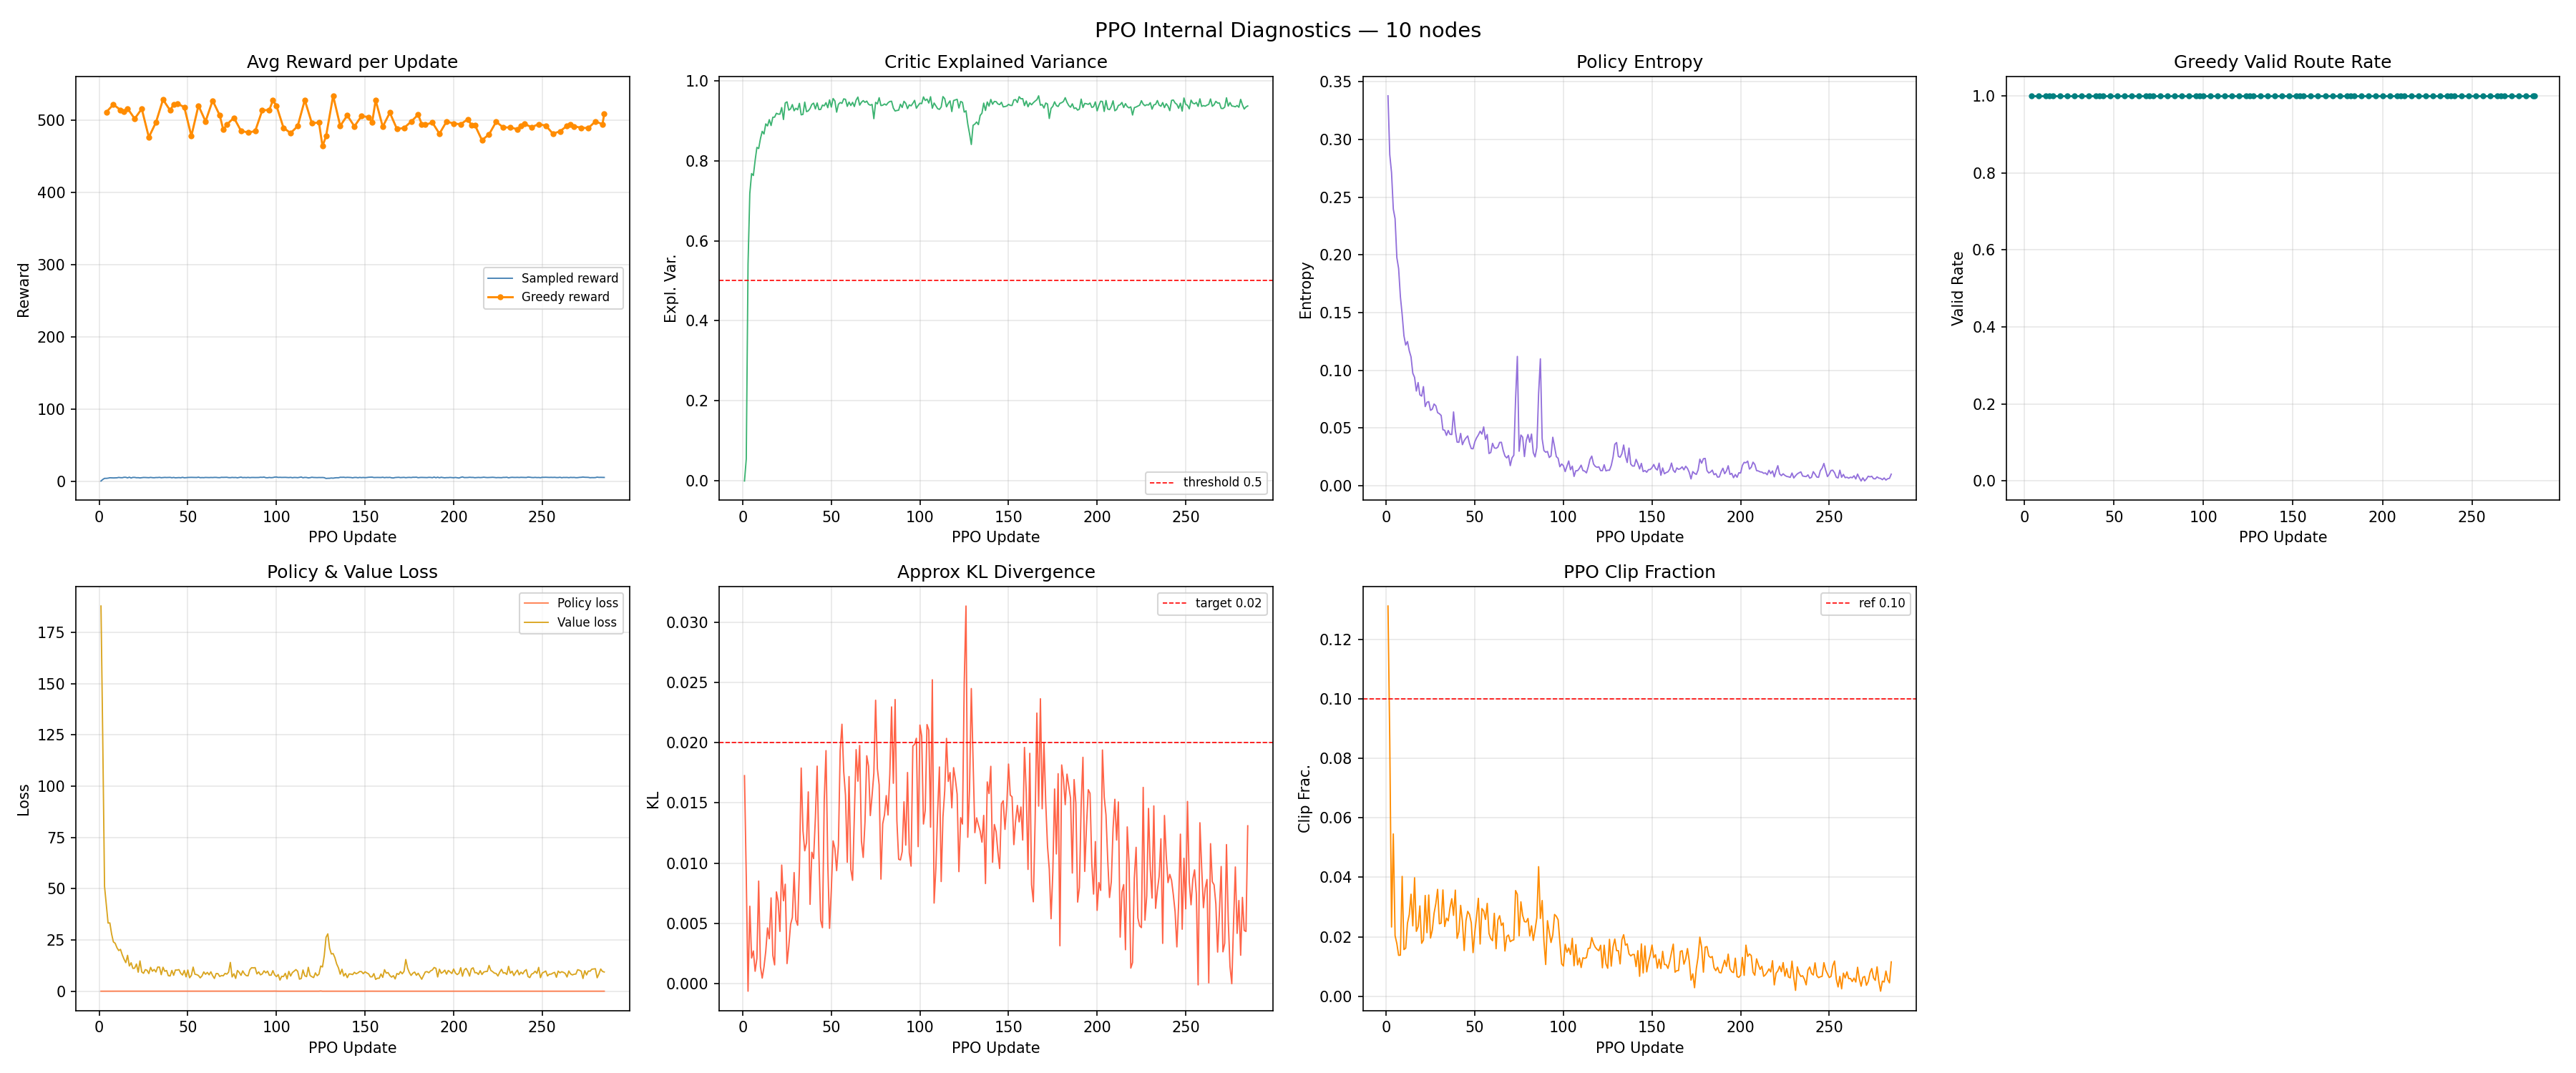 PPO Internal Diagnostics — 10 nodes
Avg Reward per Update
Reward
500
400
300
200
100
0
Sampled reward
Greedy reward
0 50 100 150 200 250
PPO Update
Critic Explained Variance
Expl. Var.
1.0
0.8
0.6
0.4
0.2
0.0
threshold 0.5
0 50 100 150 200 250
PPO Update
Policy Entropy
Entropy
0.35
0.30
0.25
0.20
0.15
0.10
0.05
0.00
0 50 100 150 200 250
PPO Update
Greedy Valid Route Rate
Valid Rate
1.0
0.8
0.6
0.4
0.2
0.0
0 50 100 150 200 250
PPO Update
Policy & Value Loss
Loss
175
150
125
100
75
50
25
0
Policy loss
Value loss
0 50 100 150 200 250
PPO Update
Approx KL Divergence
KL
0.030
0.025
0.020
0.015
0.010
0.005
0.000
target 0.02
0 50 100 150 200 250
PPO Update
PPO Clip Fraction
Clip Frac.
0.12
0.10
0.08
0.06
0.04
0.02
0.00
ref 0.10
0 50 100 150 200 250
PPO Update